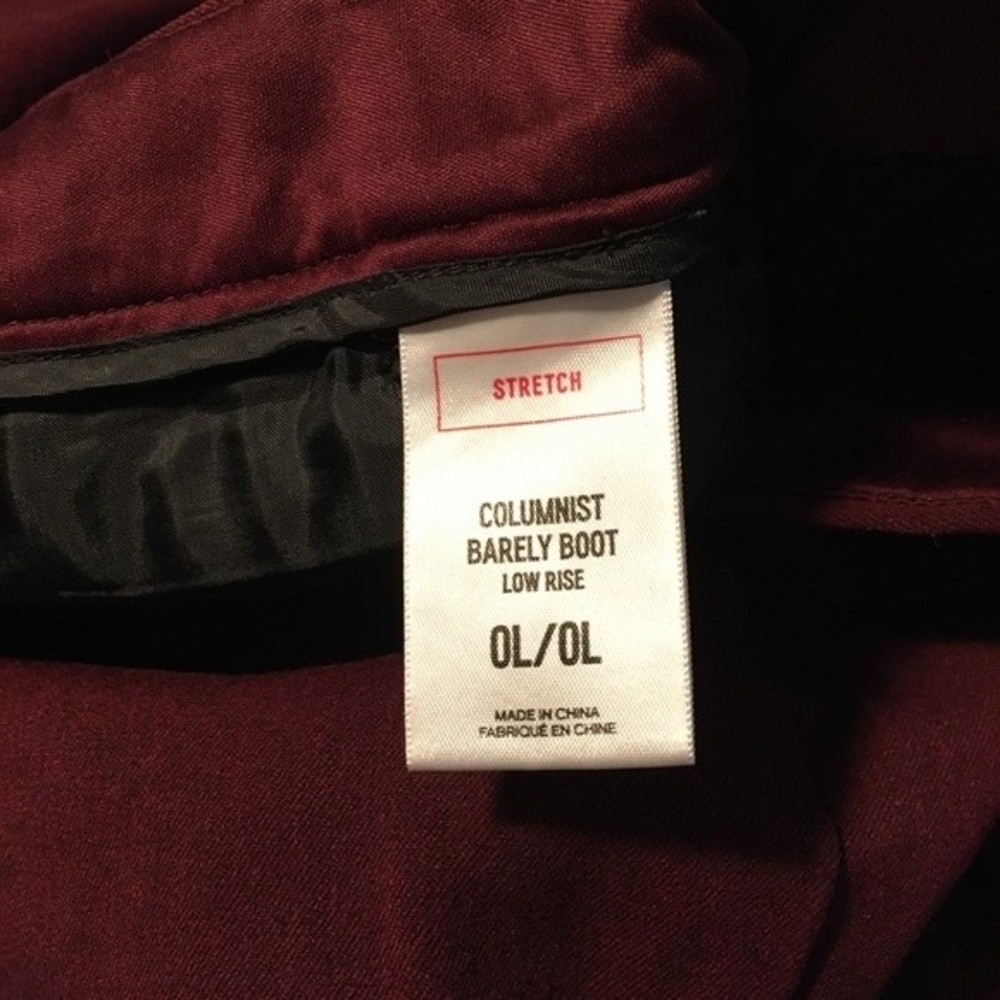 STRETCH
COLUMNIST
BARELY BOOT
LOW RISE
0L/0L
MADE IN CHINA
FABRIQUÉ EN CHINE